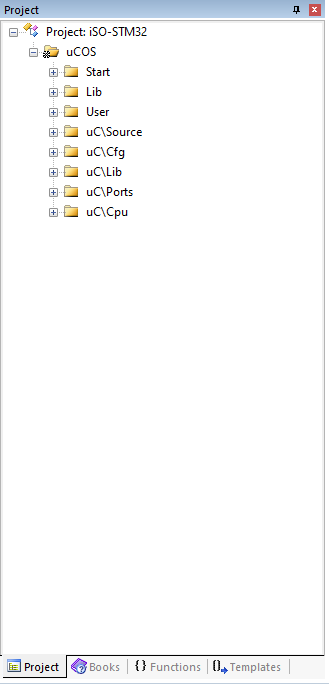 Project
Project: iSO-STM32
uCOS
Start
Lib
User
uC\Source
uC\Cfg
uC\Lib
uC\Ports
uC\Cpu
Project Books {} Functions 0 Templates